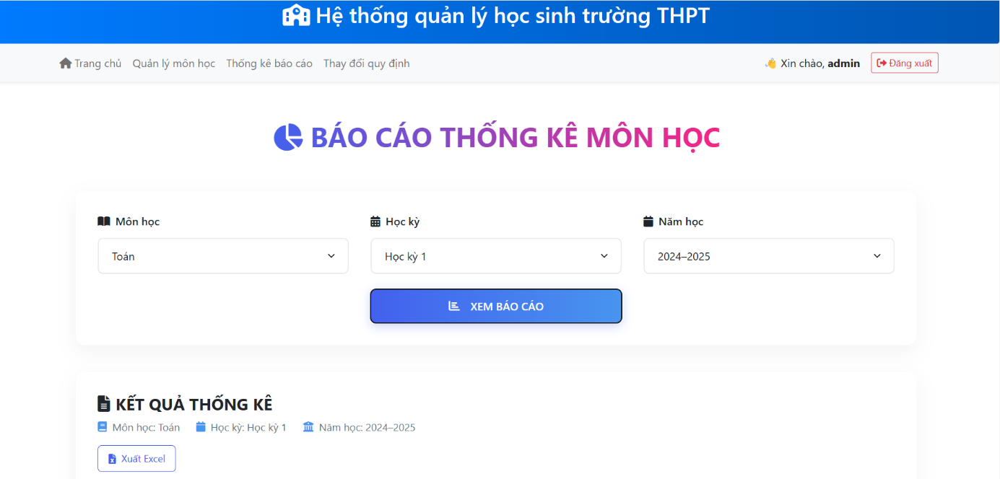 Hệ thống quản lý học sinh trường THPT
Trang chủ Quản lý môn học Thống kê báo cáo Thay đổi quy định 👋 Xin chào, admin Đăng xuất
BÁO CÁO THỐNG KÊ MÔN HỌC
Môn học Học kỳ Năm học
Toán Học kỳ 1 2024–2025
XEM BÁO CÁO
KẾT QUẢ THỐNG KÊ
Môn học: Toán Học kỳ: Học kỳ 1 Năm học: 2024–2025
Xuất Excel